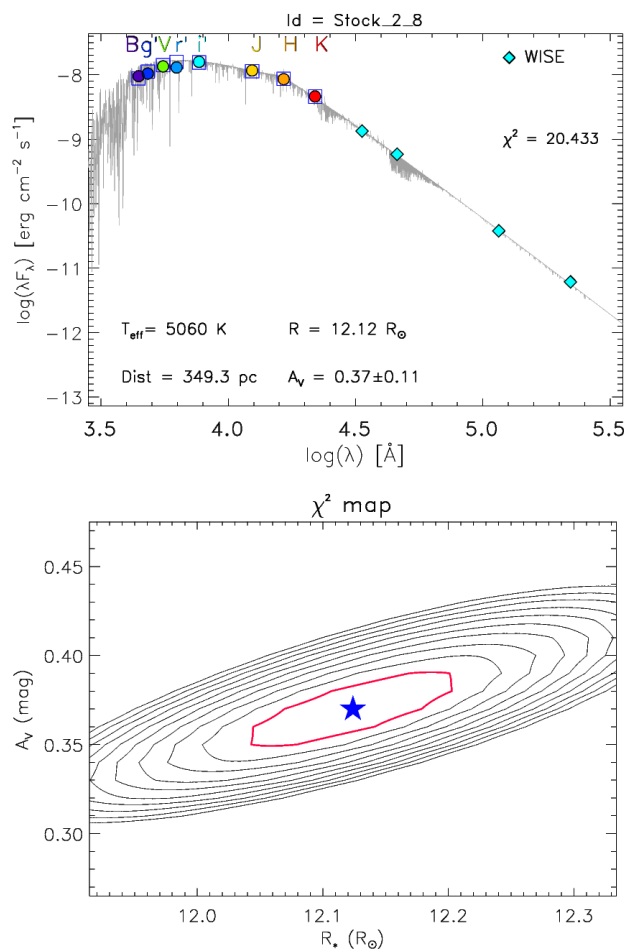 Id = Stock_2_8
B g' V r' i' J H K
WISE
χ² = 20.433
T_eff= 5060 K R = 12.12 R_⊙
Dist = 349.3 pc A_V = 0.37±0.11
-8
-9
-10
-11
-12
-13
log(λF_λ) [erg cm⁻² s⁻¹]
3.5 4.0 4.5 5.0 5.5
log(λ) [Å]
χ² map
0.45
0.40
0.35
0.30
A_V (mag)
12.0 12.1 12.2 12.3
R_* (R_⊙)